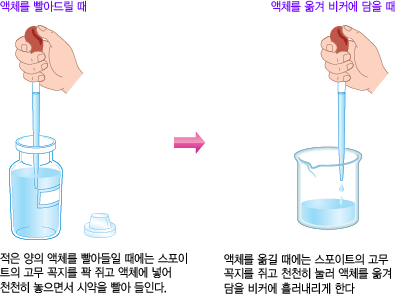 액체를 빨아드릴 때
액체를 옮겨 비커에 담을 때
적은 양의 액체를 빨아들일 때에는 스포이
트의 고무 꼭지를 꽉 쥐고 액체에 넣어
천천히 놓으면서 시약을 빨아 들인다.
액체를 옮길 때에는 스포이트의 고무
꼭지를 쥐고 천천히 눌러 액체를 옮겨
담을 비커에 흘러내리게 한다